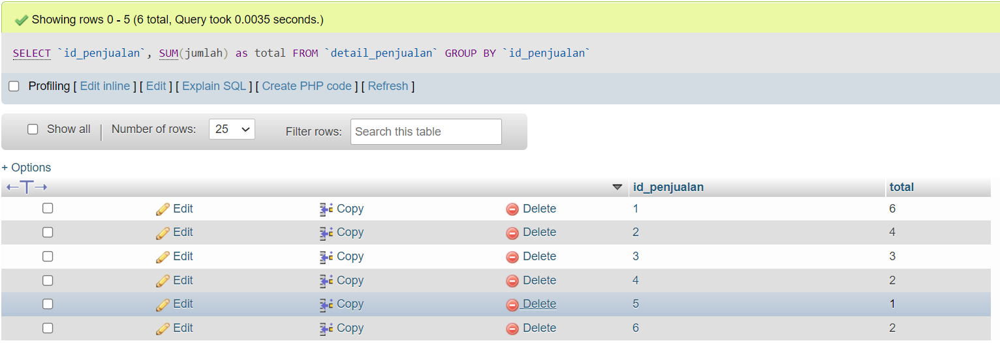 Showing rows 0 - 5 (6 total, Query took 0.0035 seconds.)
SELECT `id_penjualan`, SUM(jumlah) as total FROM `detail_penjualan` GROUP BY `id_penjualan`
Profiling [ Edit inline ] [ Edit ] [ Explain SQL ] [ Create PHP code ] [ Refresh ]
Show all | Number of rows: 25 Filter rows: Search this table
+ Options
←T→ id_penjualan total
Edit Copy Delete 1 6
Edit Copy Delete 2 4
Edit Copy Delete 3 3
Edit Copy Delete 4 2
Edit Copy Delete 5 1
Edit Copy Delete 6 2